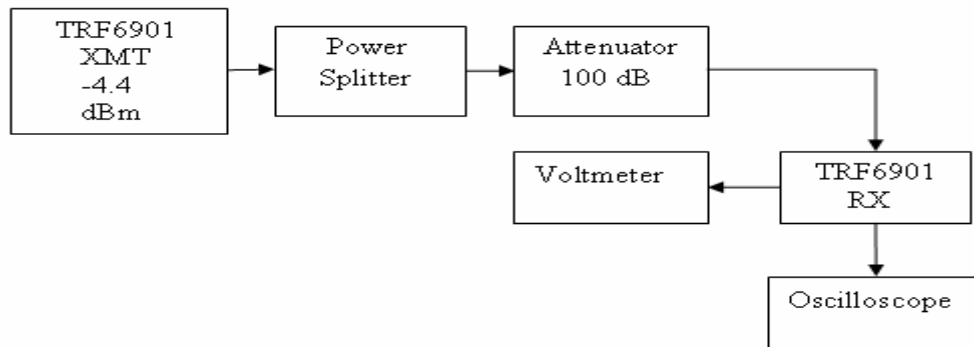 TRF6901
XMT
-4.4
dBm
Power
Splitter
Attenuator
100 dB
Voltmeter
TRF6901
RX
Oscilloscope